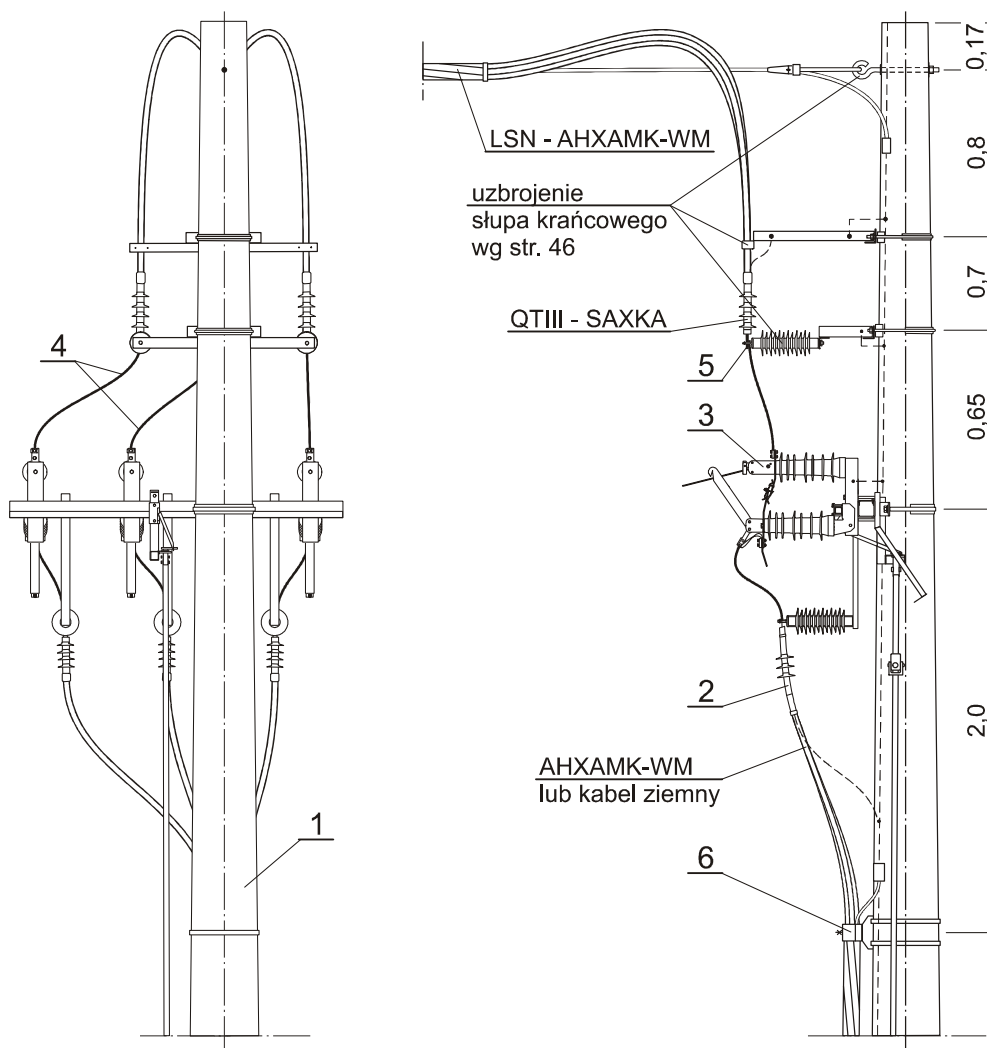 0,17
LSN - AHXAMK-WM
0,8
uzbrojenie
słupa krańcowego
wg str. 46
0,7
QTIII - SAXKA
4
5
0,65
3
2
2,0
AHXAMK-WM
lub kabel ziemny
1
6